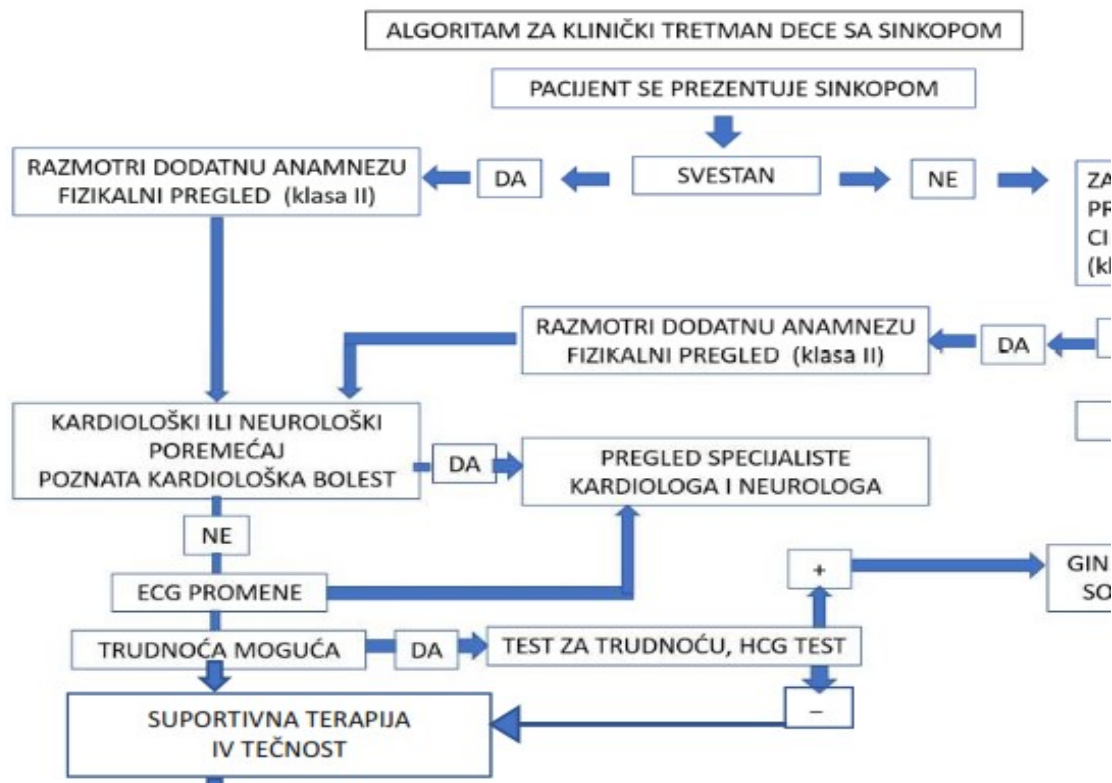 ALGORITAM ZA KLINIČKI TRETMAN DECE SA SINKOPOM
PACIJENT SE PREZENTUJE SINKOPOM
RAZMOTRI DODATNU ANAMNEZU
FIZIKALNI PREGLED (klasa II)
DA
SVESTAN
NE
RAZMOTRI DODATNU ANAMNEZU
FIZIKALNI PREGLED (klasa II)
DA
KARDIOLOŠKI ILI NEUROLOŠKI
POREMEĆAJ
POZNATA KARDIOLOŠKA BOLEST
DA
PREGLED SPECIJALISTE
KARDIOLOGA I NEUROLOGA
NE
+
ECG PROMENE
TRUDNOĆA MOGUĆA
DA
TEST ZA TRUDNOĆU, HCG TEST
–
SUPORTIVNA TERAPIJA
IV TEČNOST